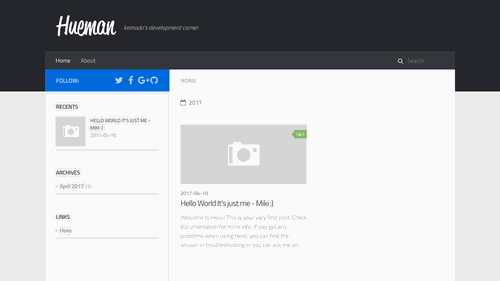 Hueman
komodo's development corner
Home About Search
FOLLOW:
HOME
2017
RECENTS
HELLO WORLD IT'S JUST ME - MIKI :)
2017-04-10
ARCHIVES
April 2017 (1)
LINKS
Hexo
2017-04-10
Hello World It's just me - Miki :)
Welcome to Hexo! This is your very first post. Check
documentation for more info. If you get any
problems when using Hexo, you can find the
answer in troubleshooting or you can ask me on